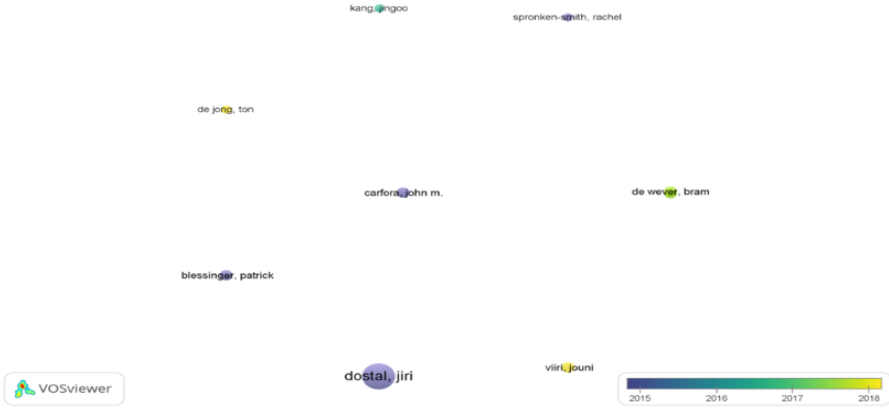 kang, jingoo
spronken-smith, rachel
de jong, ton
carfora, john m.
de wever, bram
blessinger, patrick
dostal, jiri
viiri, jouni
VOSviewer
2015 2016 2017 2018